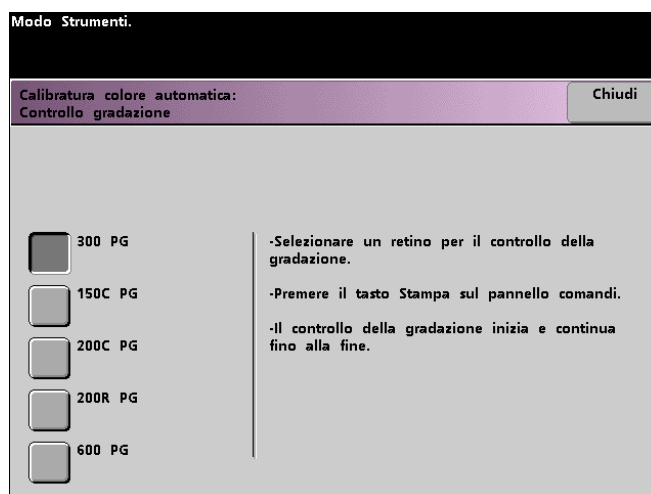 Modo Strumenti.
Calibratura colore automatica:
Controllo gradazione
Chiudi
300 PG
150C PG
200C PG
200R PG
600 PG
-Selezionare un retino per il controllo della
gradazione.
-Premere il tasto Stampa sul pannello comandi.
-Il controllo della gradazione inizia e continua
fino alla fine.